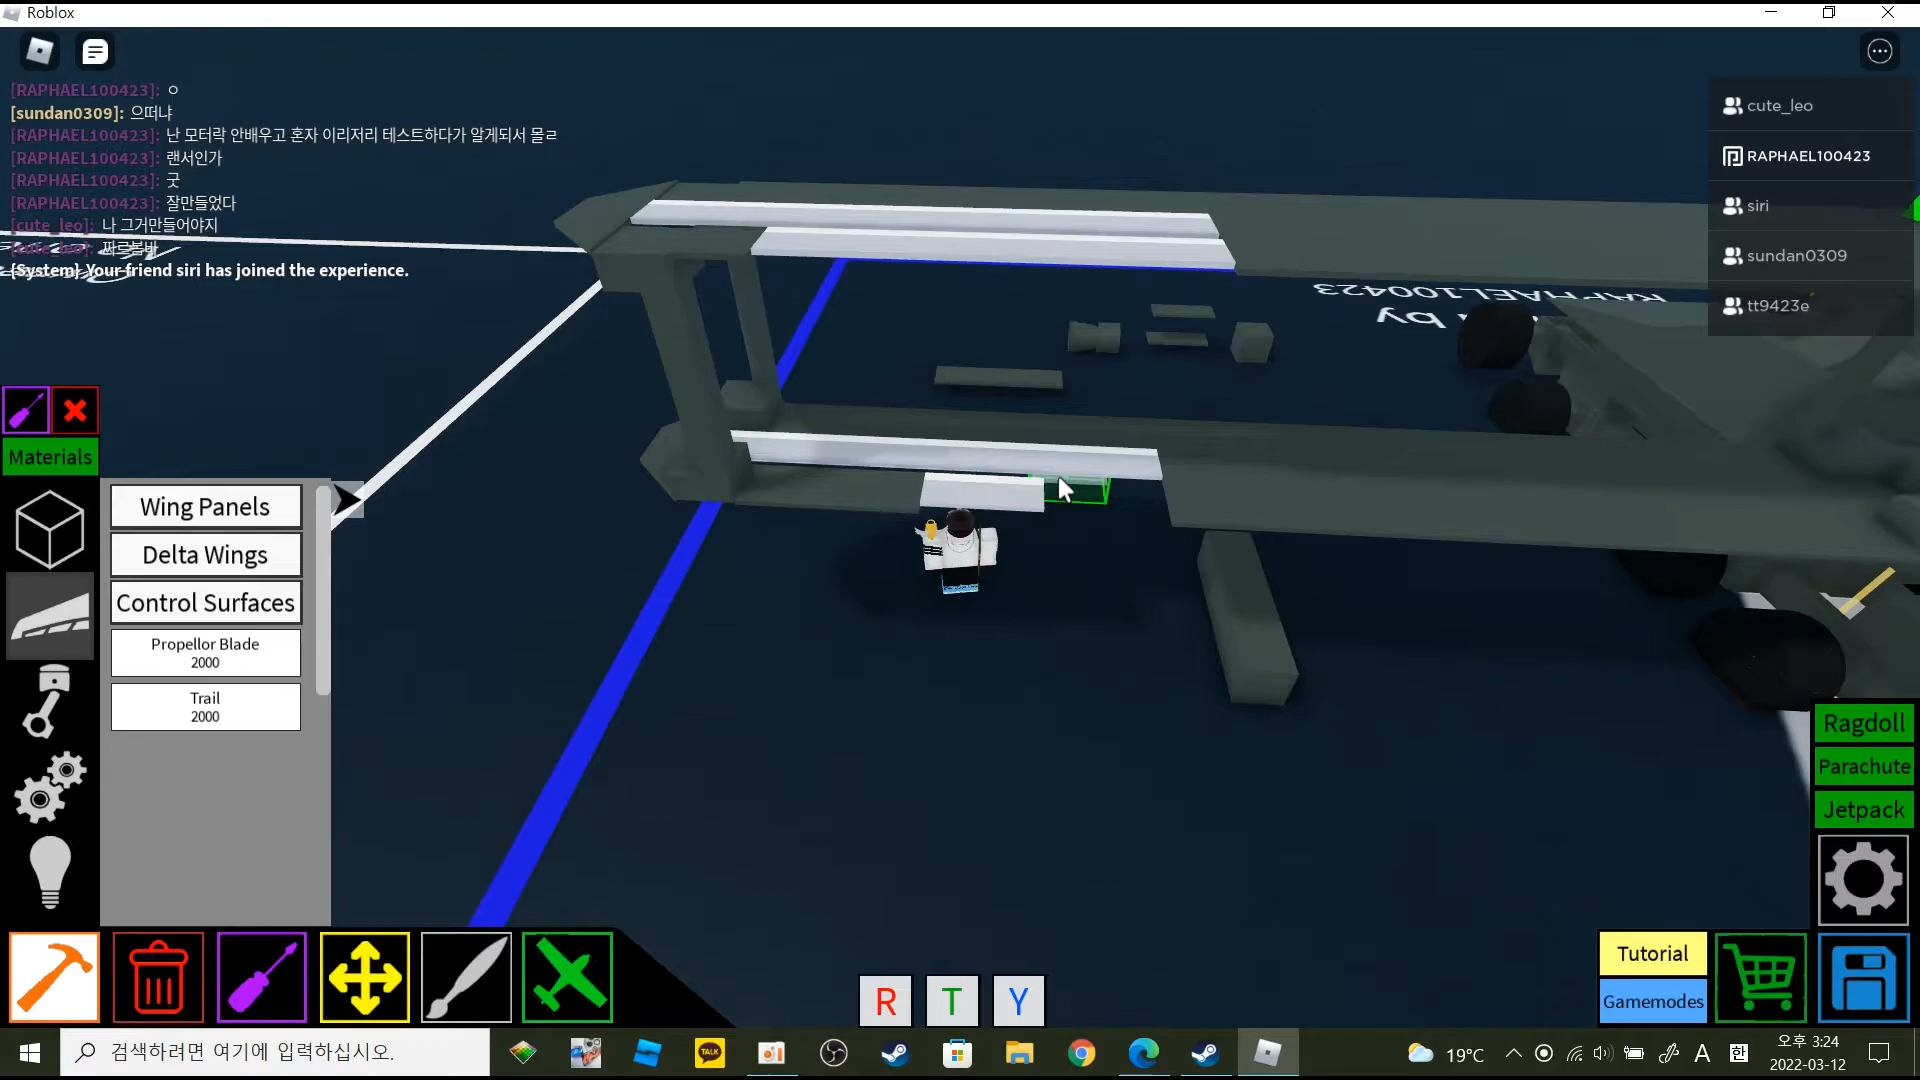 Roblox
[RAPHAEL100423]: ㅇ
[sundan0309]: 으떠냐
[RAPHAEL100423]: 난 모터락 안배우고 혼자 이리저리 테스트하다가 알게되서 몰ㄹ
[RAPHAEL100423]: 랜서인가
[RAPHAEL100423]: 굿
[RAPHAEL100423]: 잘만들었다
[cute_leo]: 나 그거만들어야지
[cute_leo]:
{System} Your friend siri has joined the experience.
cute_leo
RAPHAEL100423
siri
sundan0309
tt9423e
by
RAPHAEL100423
Materials
Wing Panels
Delta Wings
Control Surfaces
Propellor Blade
2000
Trail
2000
Ragdoll
Parachute
Jetpack
Tutorial
Gamemodes
R T Y
검색하려면 여기에 입력하십시오.
TALK
19°C
A
한
오후 3:24
2022-03-12